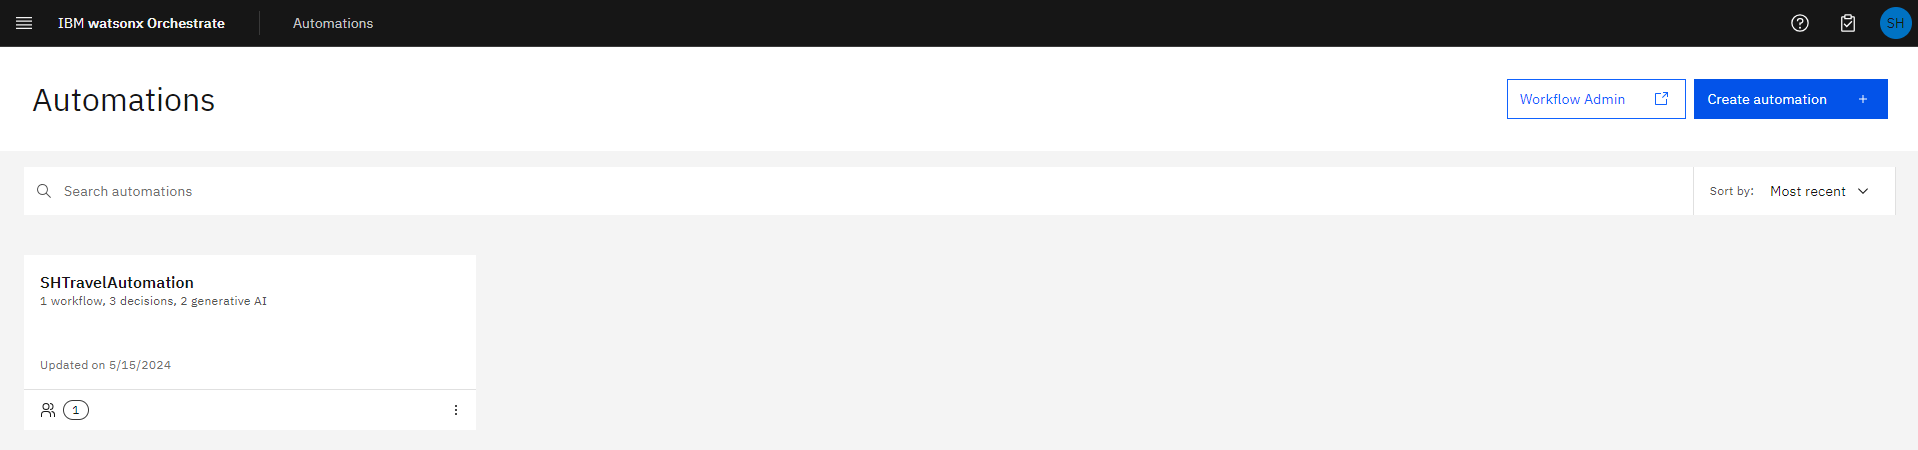 IBM watsonx Orchestrate
Automations
SH
Automations
Workflow Admin
Create automation +
Search automations
Sort by: Most recent
SHTravelAutomation
1 workflow, 3 decisions, 2 generative AI
Updated on 5/15/2024
1